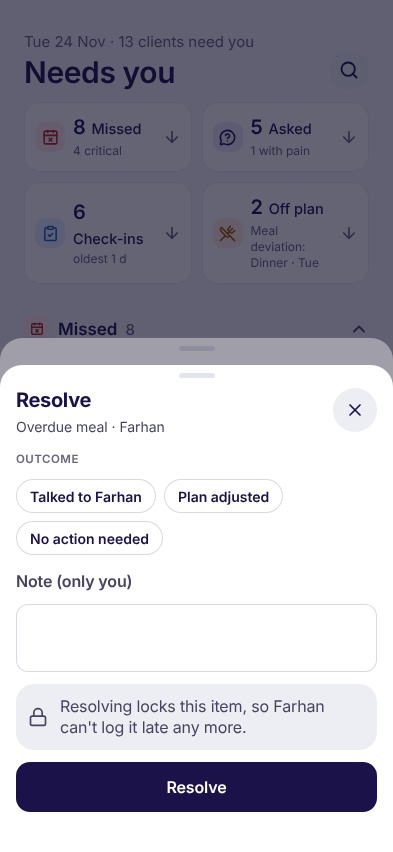 Tue 24 Nov · 13 clients need you
Needs you
8 Missed
4 critical
5 Asked
1 with pain
6
Check-ins
oldest 1 d
2 Off plan
Meal
deviation:
Dinner · Tue
Missed 8
Resolve
Overdue meal · Farhan
OUTCOME
Talked to Farhan
Plan adjusted
No action needed
Note (only you)
Resolving locks this item, so Farhan
can't log it late any more.
Resolve